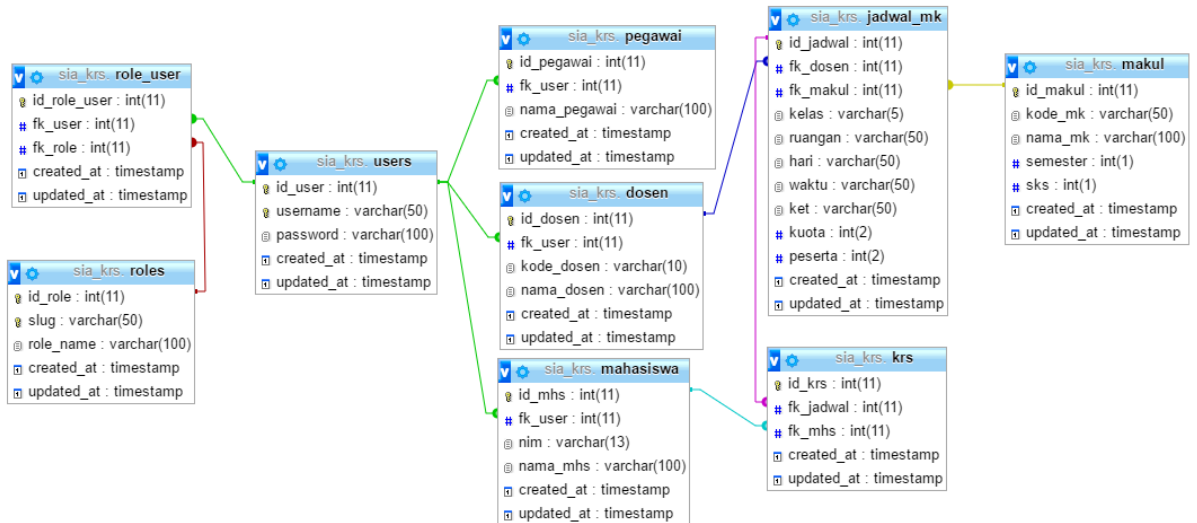 sia_krs. role_user
id_role_user : int(11)
fk_user : int(11)
fk_role : int(11)
created_at : timestamp
updated_at : timestamp
sia_krs. roles
id_role : int(11)
slug : varchar(50)
role_name : varchar(100)
created_at : timestamp
updated_at : timestamp
sia_krs. users
id_user : int(11)
username : varchar(50)
password : varchar(100)
created_at : timestamp
updated_at : timestamp
sia_krs. pegawai
id_pegawai : int(11)
fk_user : int(11)
nama_pegawai : varchar(100)
created_at : timestamp
updated_at : timestamp
sia_krs. dosen
id_dosen : int(11)
fk_user : int(11)
kode_dosen : varchar(10)
nama_dosen : varchar(100)
created_at : timestamp
updated_at : timestamp
sia_krs. mahasiswa
id_mhs : int(11)
fk_user : int(11)
nim : varchar(13)
nama_mhs : varchar(100)
created_at : timestamp
updated_at : timestamp
sia_krs. jadwal_mk
id_jadwal : int(11)
fk_dosen : int(11)
fk_makul : int(11)
kelas : varchar(5)
ruangan : varchar(50)
hari : varchar(50)
waktu : varchar(50)
ket : varchar(50)
kuota : int(2)
peserta : int(2)
created_at : timestamp
updated_at : timestamp
sia_krs. krs
id_krs : int(11)
fk_jadwal : int(11)
fk_mhs : int(11)
created_at : timestamp
updated_at : timestamp
sia_krs. makul
id_makul : int(11)
kode_mk : varchar(50)
nama_mk : varchar(100)
semester : int(1)
sks : int(1)
created_at : timestamp
updated_at : timestamp